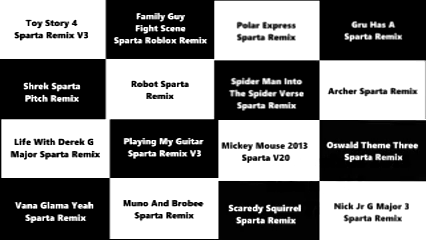 Toy Story 4
Sparta Remix V3
Family Guy
Fight Scene
Sparta Roblox Remix
Polar Express
Sparta Remix
Gru Has A
Sparta Remix
Shrek Sparta
Pitch Remix
Robot Sparta
Remix
Spider Man Into
The Spider Verse
Sparta Remix
Archer Sparta Remix
Life With Derek G
Major Sparta Remix
Playing My Guitar
Sparta Remix V3
Mickey Mouse 2013
Sparta V20
Oswald Theme Three
Sparta Remix
Vana Glama Yeah
Sparta Remix
Muno And Brobee
Sparta Remix
Scaredy Squirrel
Sparta Remix
Nick Jr G Major 3
Sparta Remix